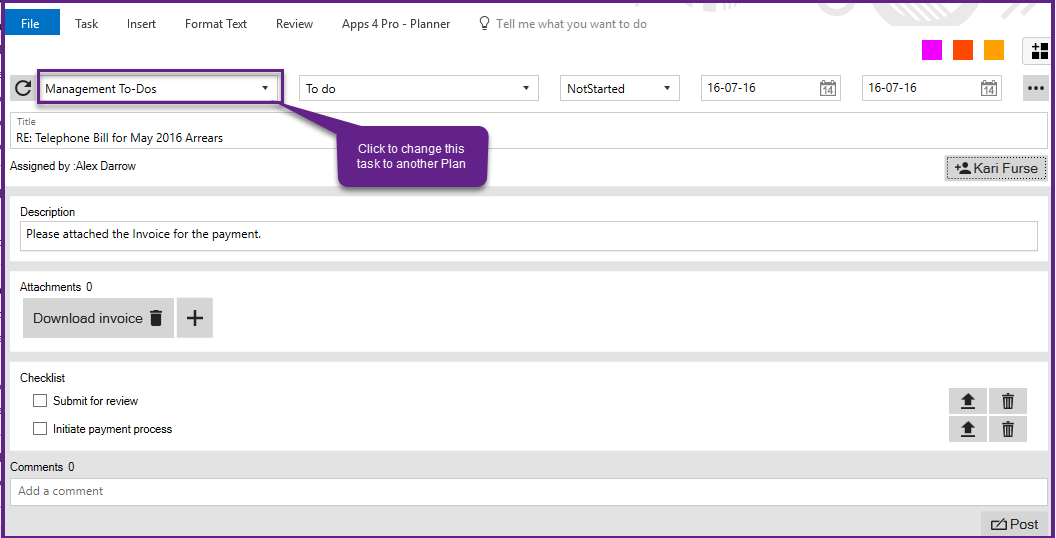 File Task Insert Format Text Review Apps 4 Pro - Planner Tell me what you want to do
Management To-Dos To do NotStarted 16-07-16 14 16-07-16 14
Title
RE: Telephone Bill for May 2016 Arrears
Click to change this
task to another Plan
Assigned by :Alex Darrow Kari Furse
Description
Please attached the Invoice for the payment.
Attachments 0
Download invoice
Checklist
Submit for review
Initiate payment process
Comments 0
Add a comment
Post